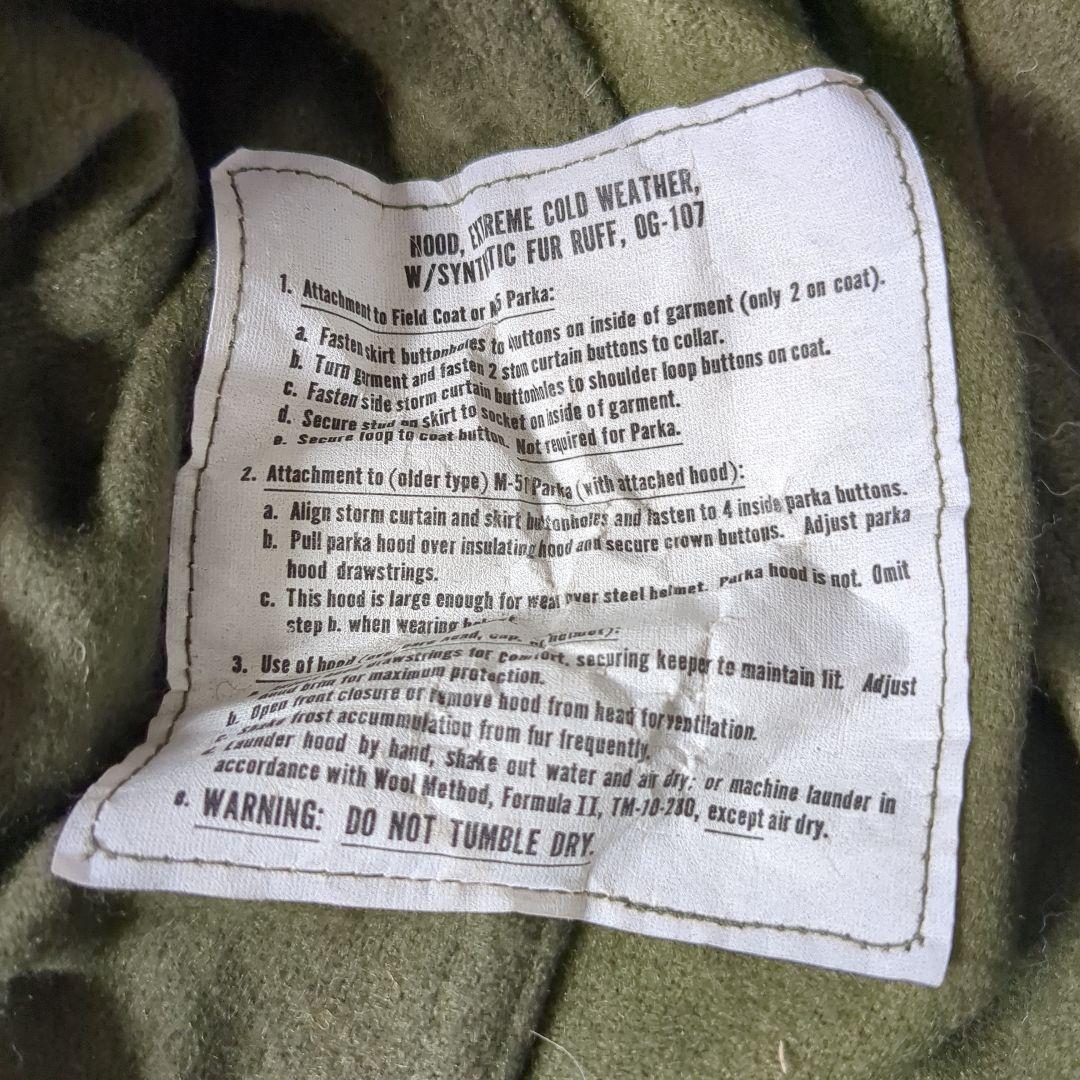 HOOD, EXTREME COLD WEATHER,
W/SYNTHETIC FUR RUFF, OG-107
1. Attachment to Field Coat or Parka:
a. Fasten skirt buttonholes to buttons on inside of garment (only 2 on coat).
b. Turn garment and fasten 2 storm curtain buttons to collar.
c. Fasten side storm curtain buttonholes to shoulder loop buttons on coat.
d. Secure stud on skirt to socket on inside of garment.
e. Secure loop to coat button. Not required for Parka.
2. Attachment to (older type) M-51 Parka (with attached hood):
a. Align storm curtain and skirt buttonholes and fasten to 4 inside parka buttons.
b. Pull parka hood over insulating hood and secure crown buttons. Adjust parka
hood drawstrings.
c. This hood is large enough for wear over steel helmet. Parka hood is not. Omit
step b. when wearing
3. Use of hood head, cap, or helmet):
drawstrings for comfort, securing keeper to maintain fit. Adjust
hood brim for maximum protection.
b. Open front closure or remove hood from head for ventilation.
c. Shake frost accummulation from fur frequently.
Launder hood by hand, shake out water and air dry; or machine launder in
accordance with Wool Method, Formula II, TM-10-280, except air dry.
e. WARNING: DO NOT TUMBLE DRY.